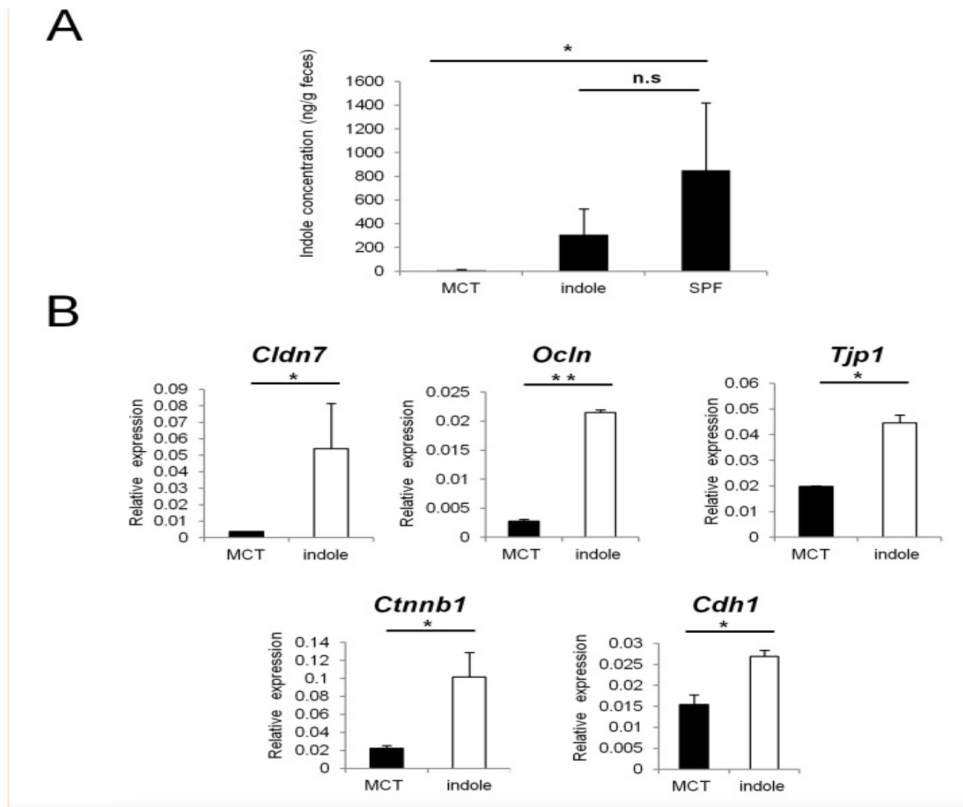 A
*
n.s
Indole concentration (ng/g feces)
1600
1400
1200
1000
800
600
400
200
0
MCT indole SPF
B
Cldn7
*
Relative expression
0.09
0.08
0.07
0.06
0.05
0.04
0.03
0.02
0.01
0
MCT indole
Ocln
**
Relative expression
0.025
0.02
0.015
0.01
0.005
0
MCT indole
Tjp1
*
Relative expression
0.06
0.05
0.04
0.03
0.02
0.01
0
MCT indole
Ctnnb1
*
Relative expression
0.14
0.12
0.1
0.08
0.06
0.04
0.02
0
MCT indole
Cdh1
*
Relative expression
0.03
0.025
0.02
0.015
0.01
0.005
0
MCT indole